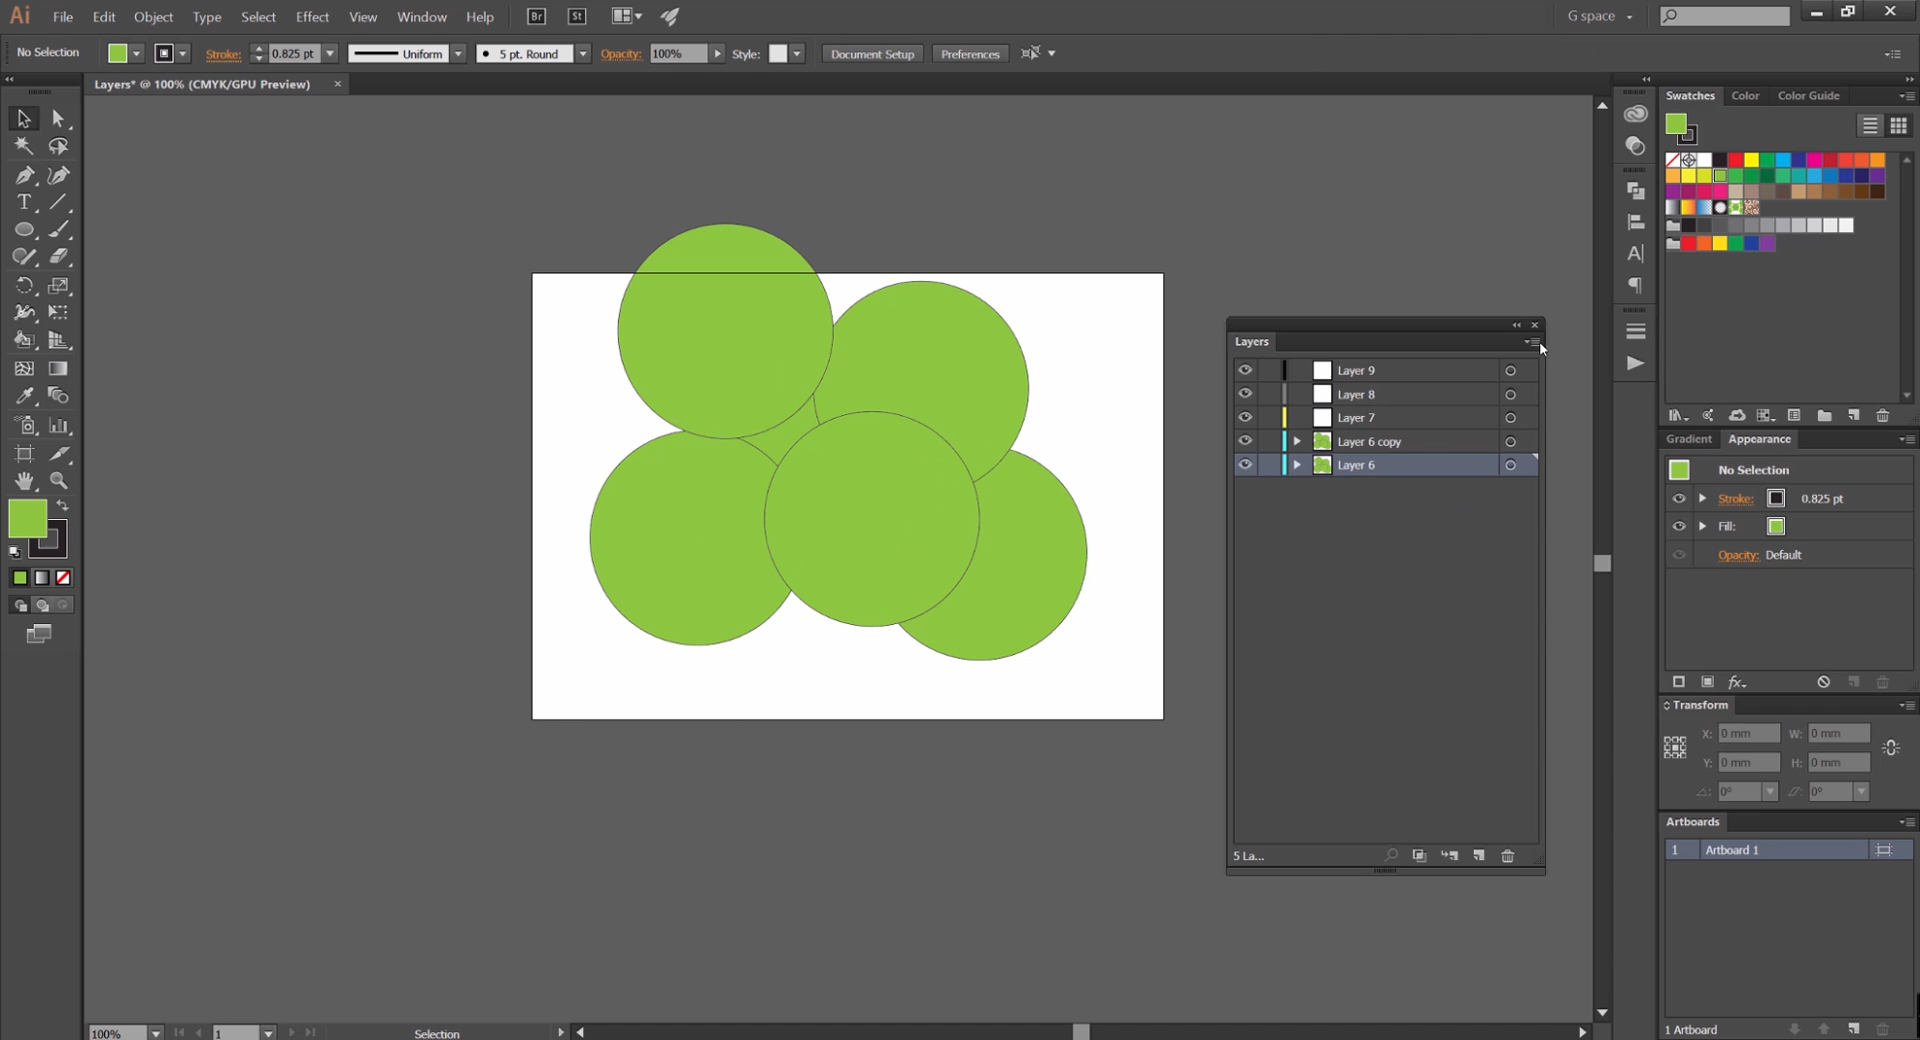 Ai File Edit Object Type Select Effect View Window Help Br St G space
No Selection Stroke: 0.825 pt Uniform 5 pt. Round Opacity: 100% Style: Document Setup Preferences
Layers* @ 100% (CMYK/GPU Preview)
Swatches Color Color Guide
Layers
Layer 9
Layer 8
Layer 7
Layer 6 copy
Layer 6
5 La...
Gradient Appearance
No Selection
Stroke: 0.825 pt
Fill:
Opacity: Default
fx
Transform
X: 0 mm W: 0 mm
Y: 0 mm H: 0 mm
0° 0°
Artboards
1 Artboard 1
1 Artboard
100% 1 Selection